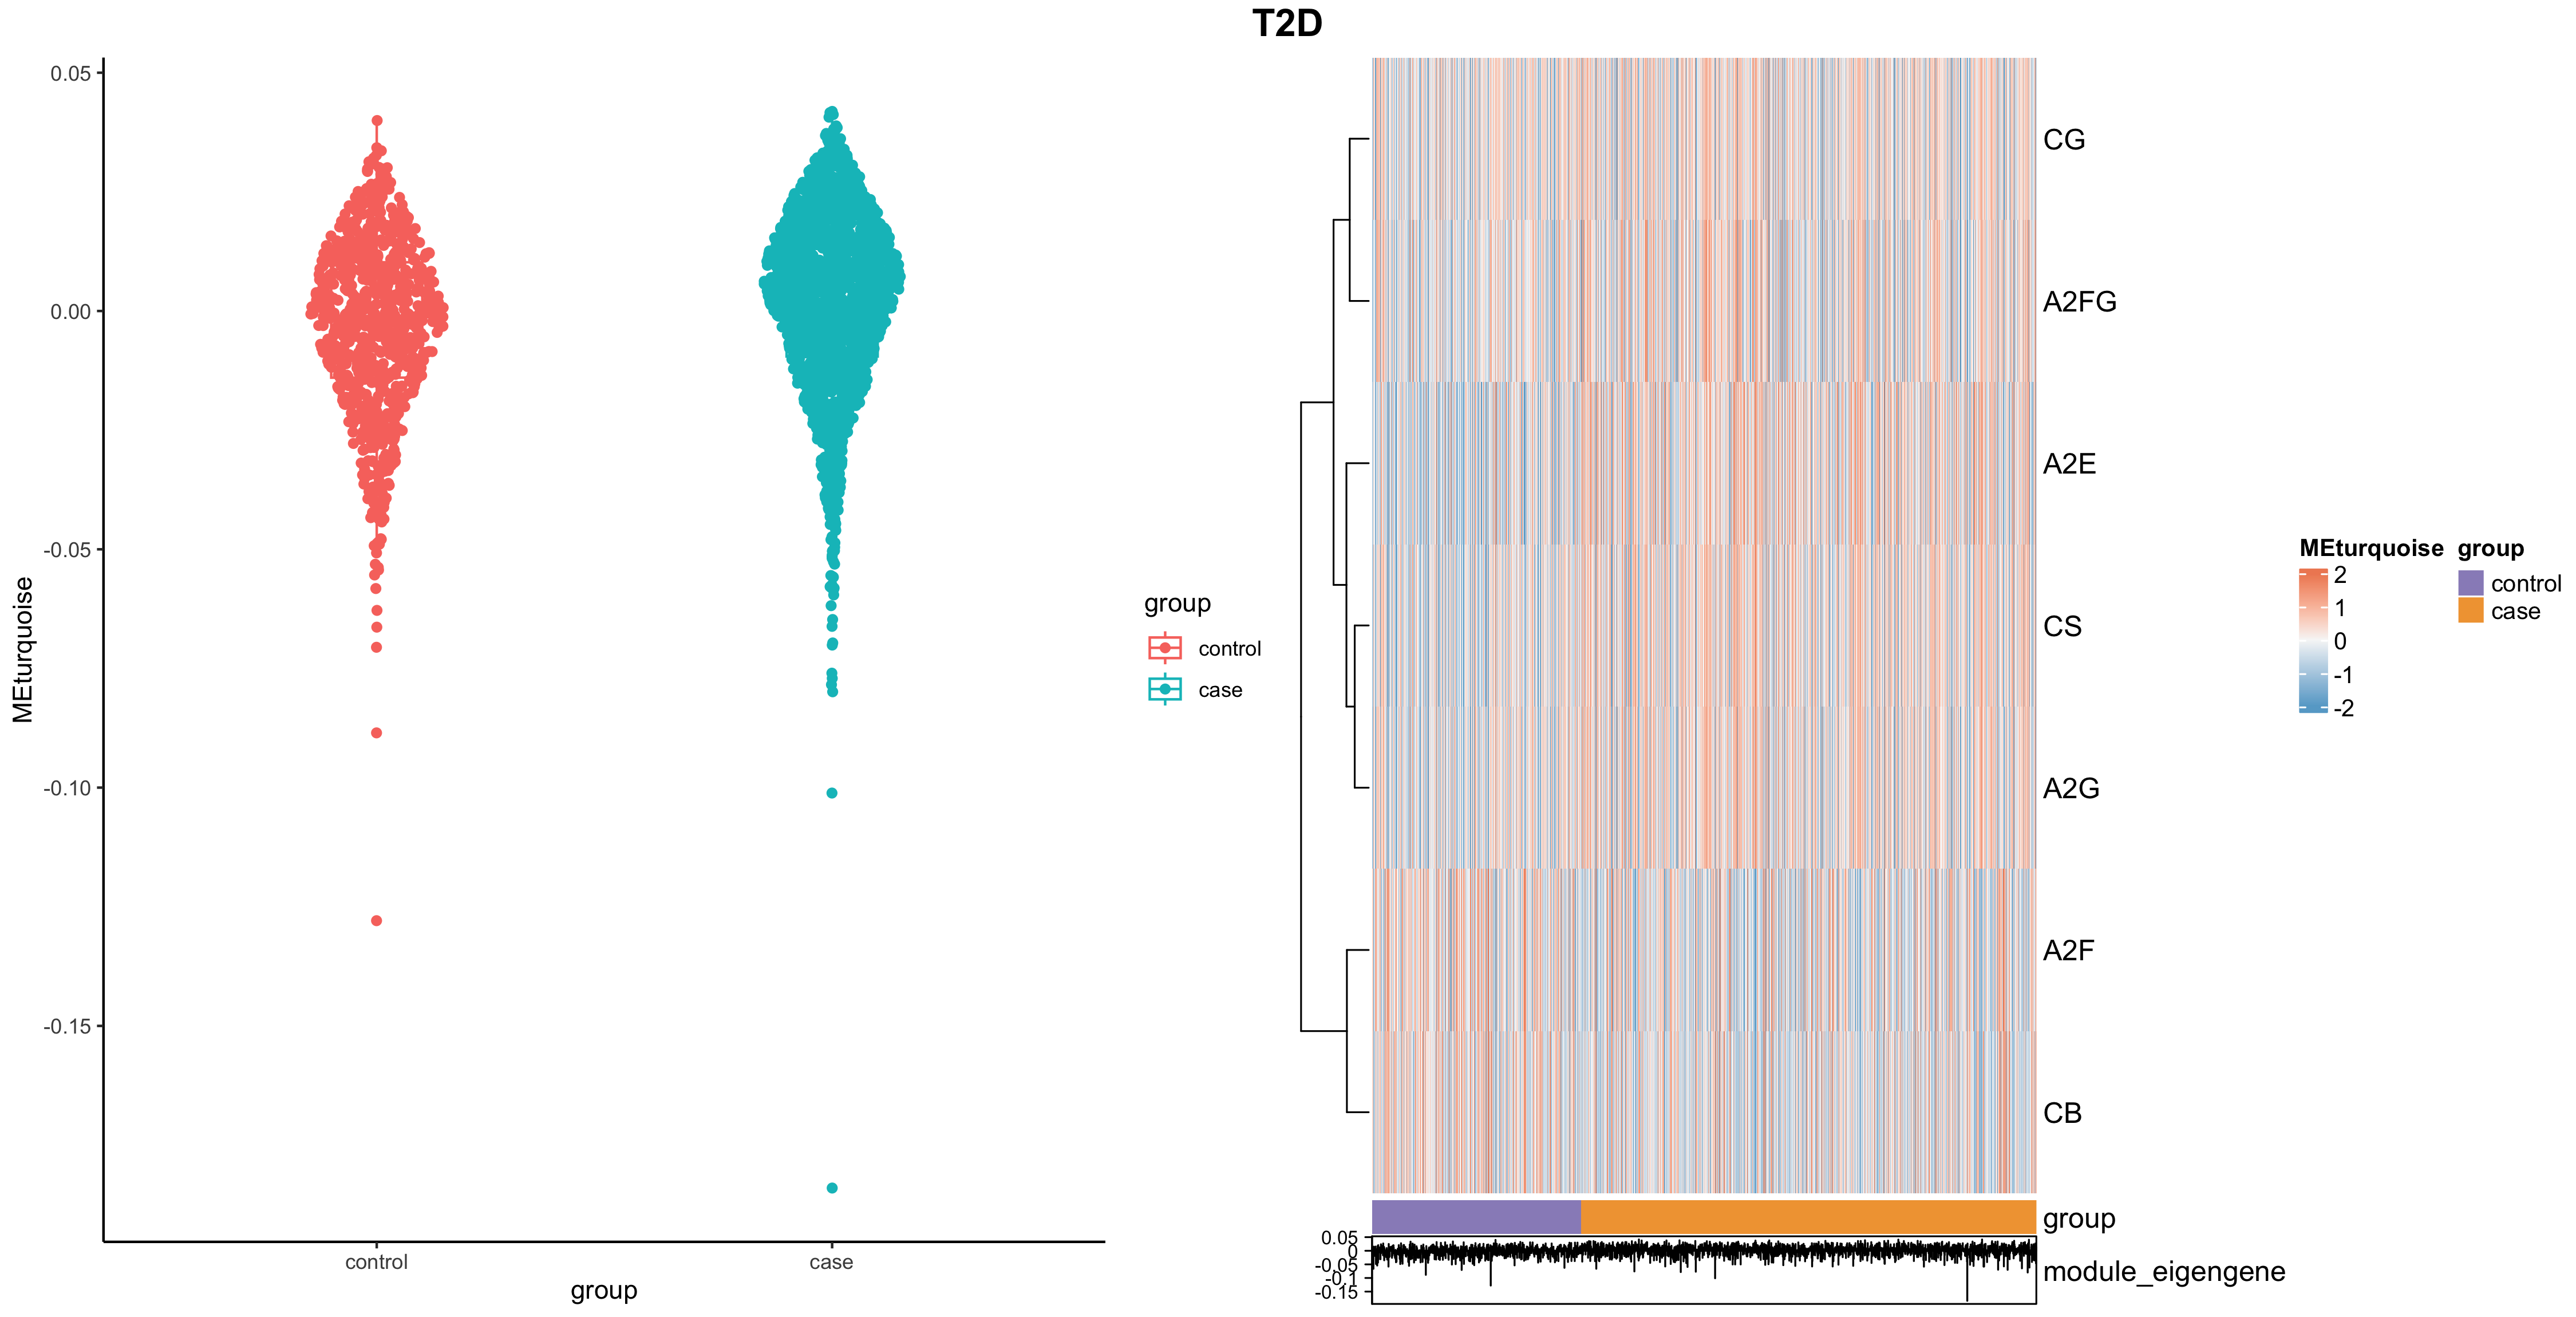 T2D
MEturquoise
0.05
0.00
-0.05
-0.10
-0.15
control
case
group
group
control
case
CG
A2FG
A2E
CS
A2G
A2F
CB
group
module_eigengene
0.05
0
-0.05
-0.1
-0.15
MEturquoise
2
1
0
-1
-2
group
control
case